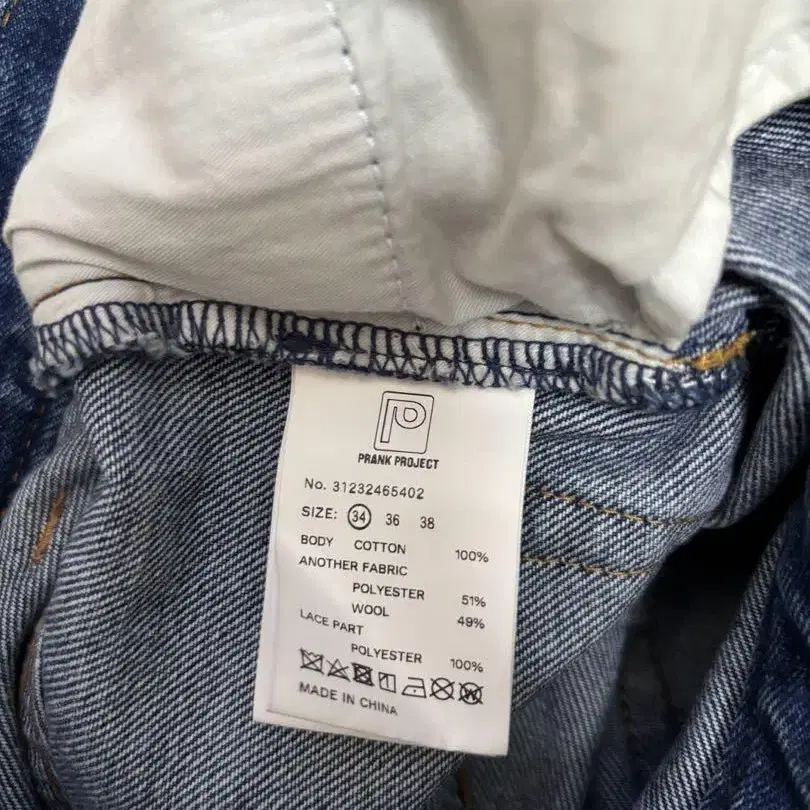 P
PRANK PROJECT
No. 31232465402
SIZE: 34 36 38
BODY COTTON 100%
ANOTHER FABRIC
POLYESTER 51%
WOOL 49%
LACE PART
POLYESTER 100%
MADE IN CHINA